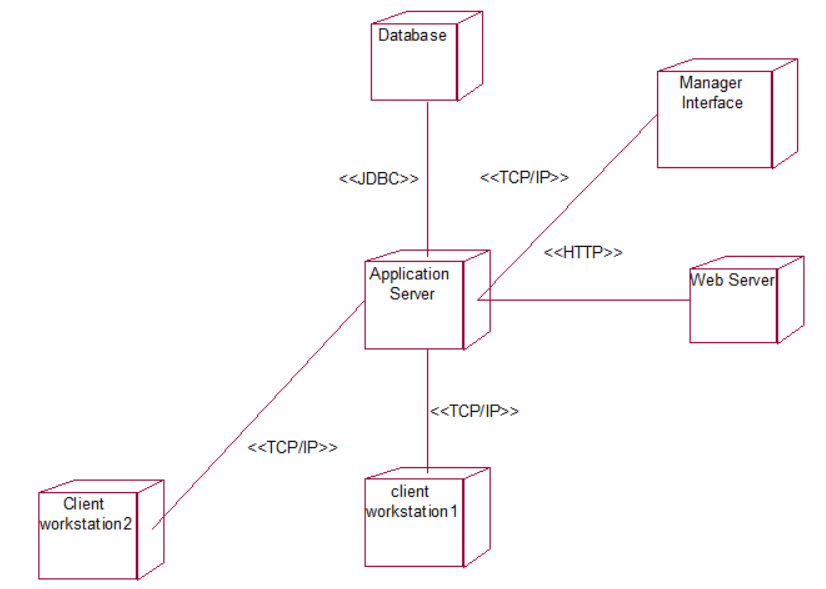 Database
Manager
Interface
<<JDBC>>
<<TCP/IP>>
<<HTTP>>
Application
Server
Web Server
<<TCP/IP>>
<<TCP/IP>>
client
workstation1
Client
workstation2